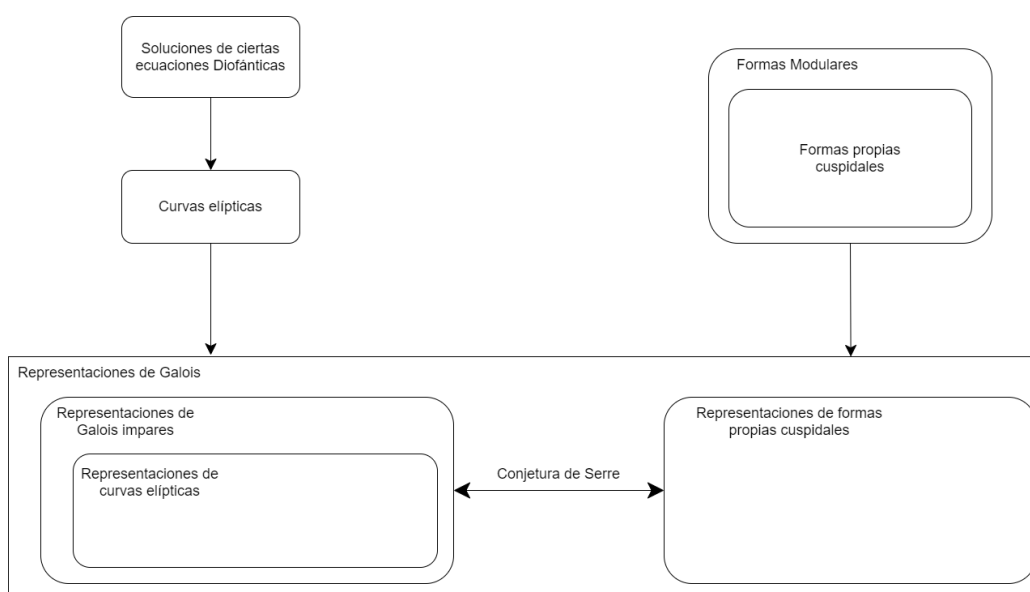 Soluciones de ciertas
ecuaciones Diofánticas
Formas Modulares
Formas propias
cuspidales
Curvas elípticas
Representaciones de Galois
Representaciones de
Galois impares
Representaciones de
curvas elípticas
Conjetura de Serre
Representaciones de formas
propias cuspidales